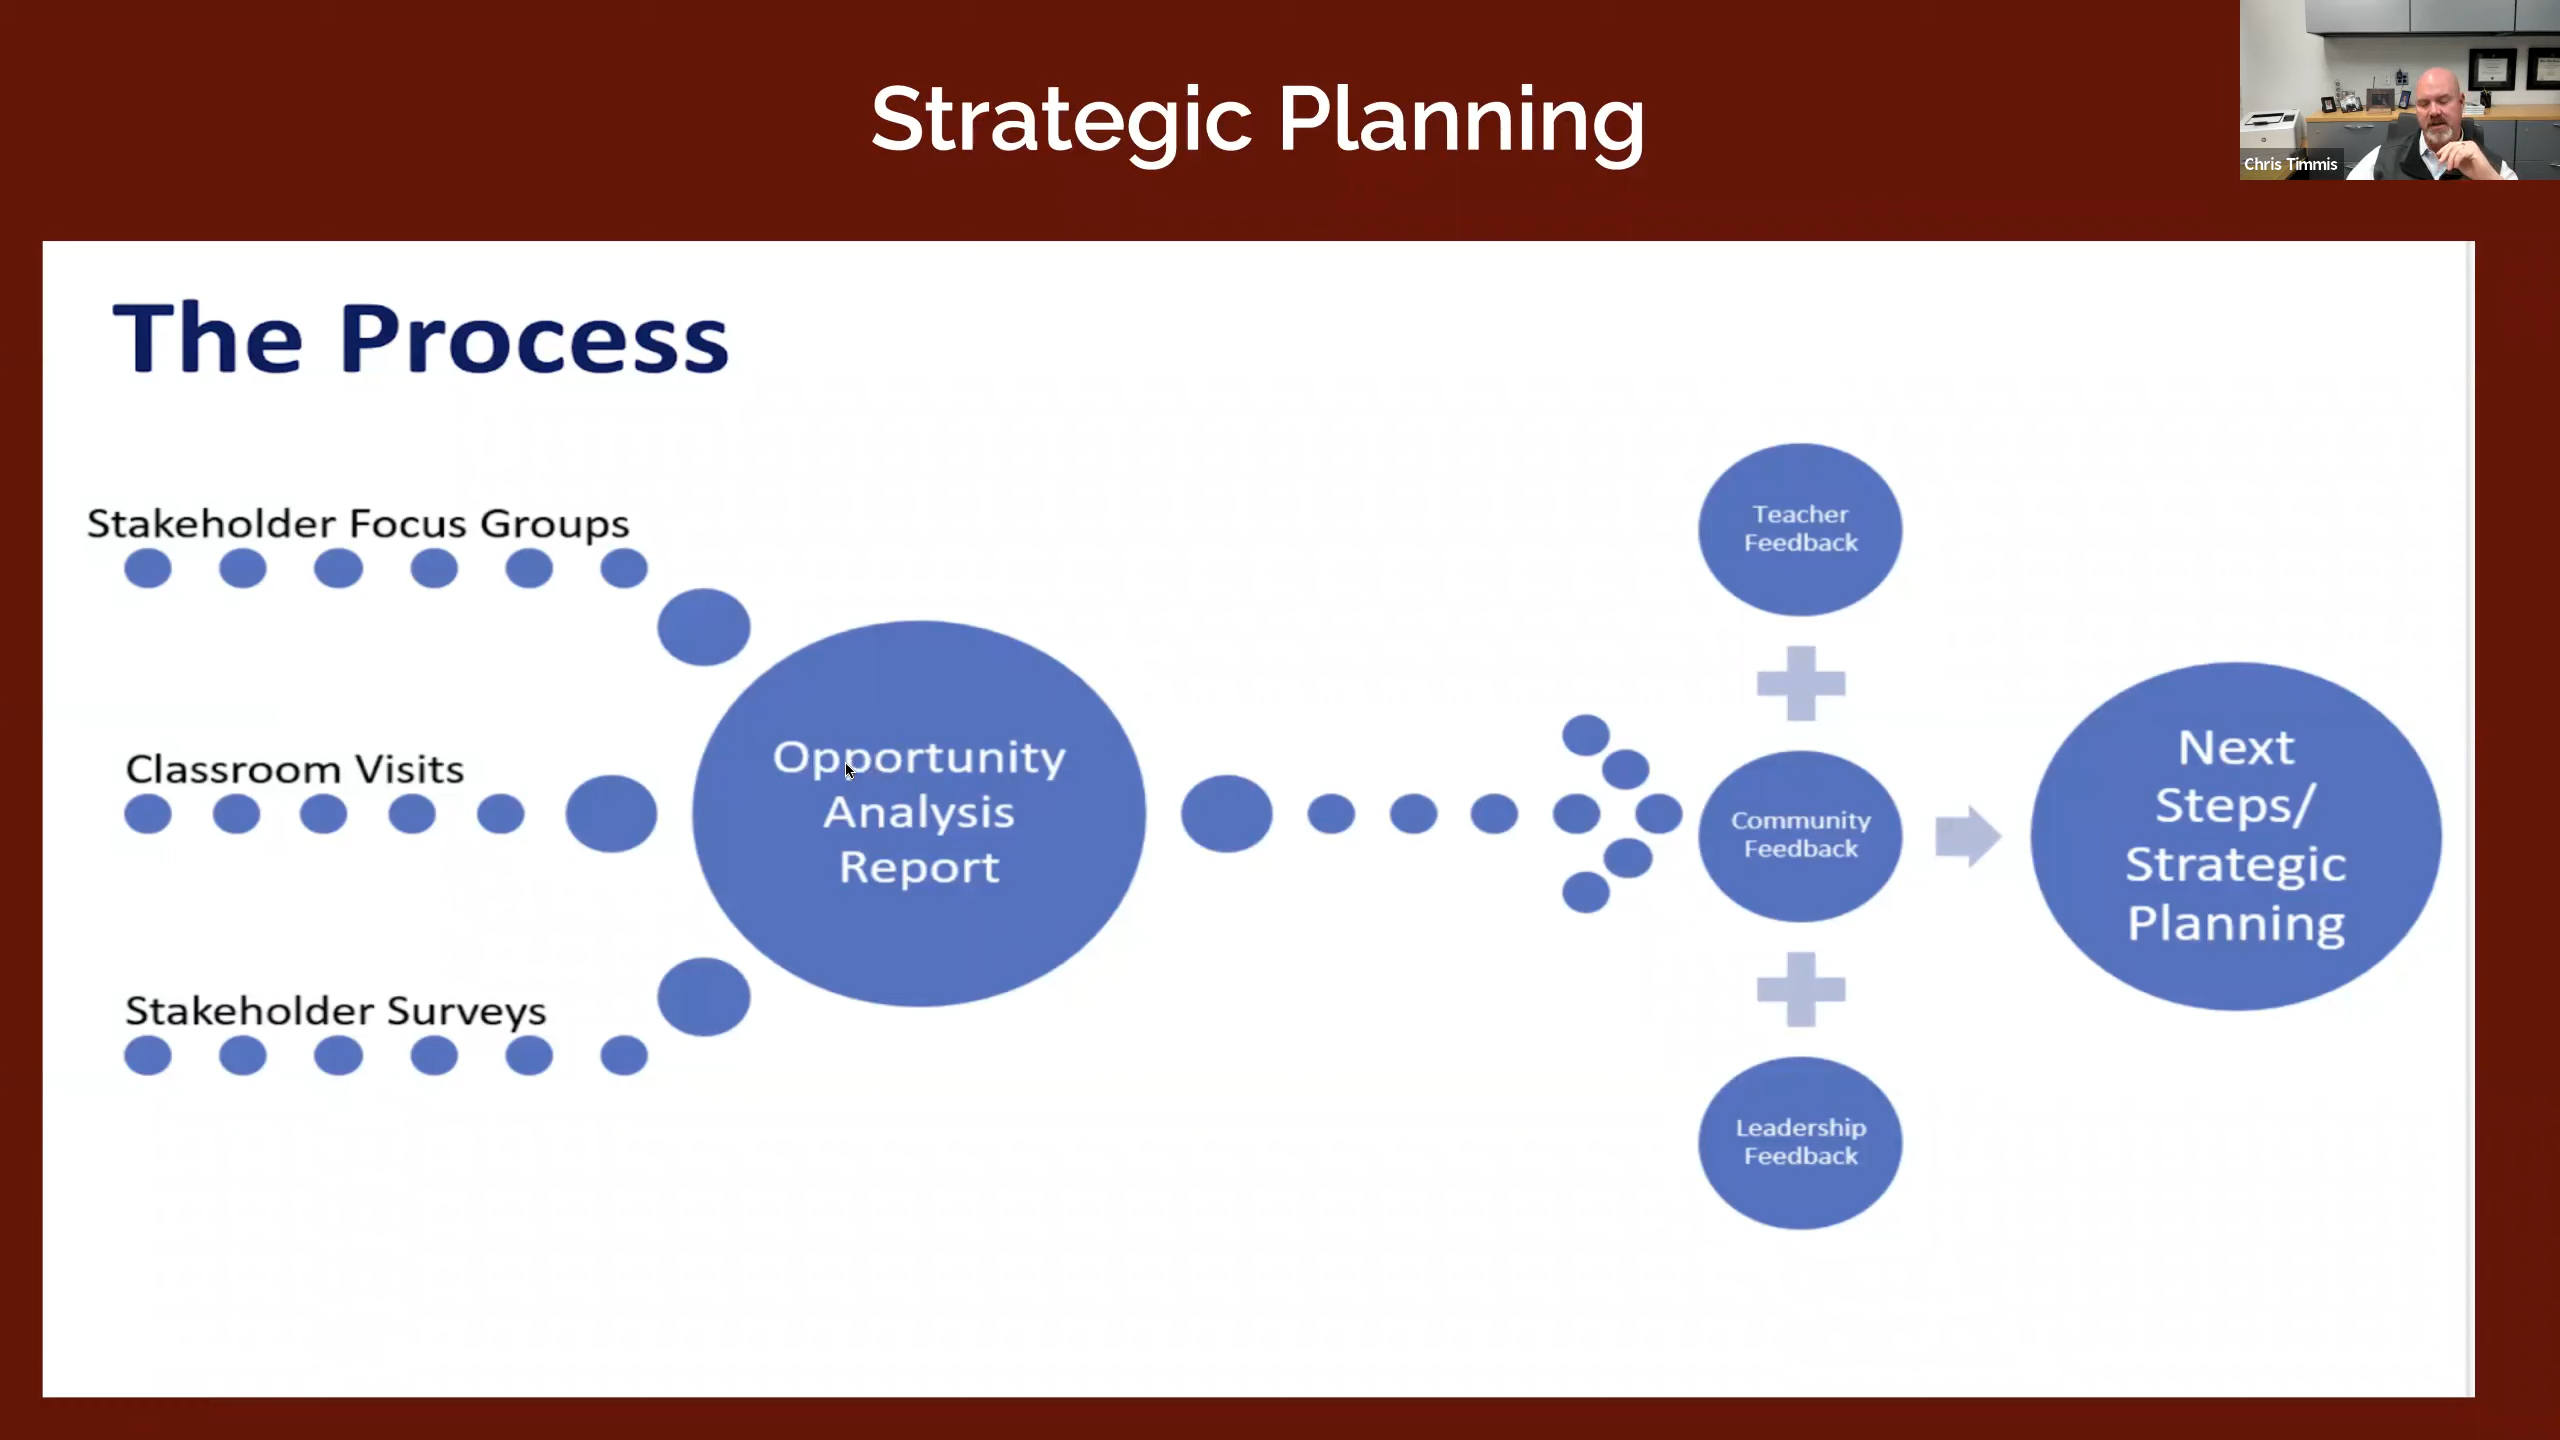 Strategic Planning
Chris Timmis
The Process
Stakeholder Focus Groups
Classroom Visits
Stakeholder Surveys
Opportunity
Analysis
Report
Teacher
Feedback
Community
Feedback
Leadership
Feedback
Next
Steps/
Strategic
Planning